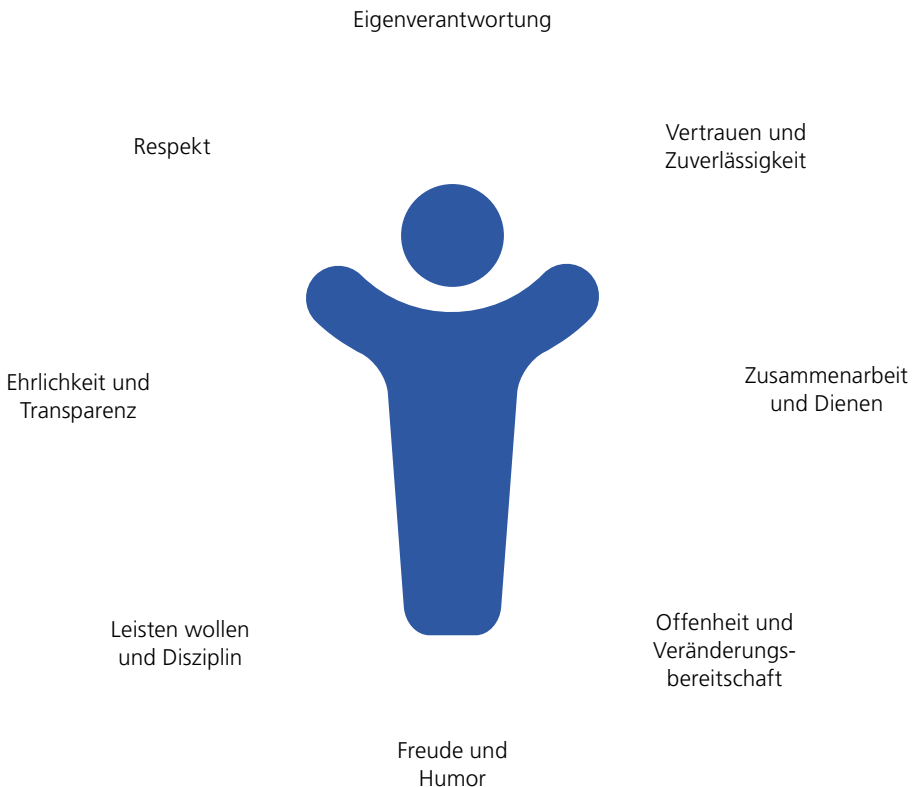 Eigenverantwortung
Respekt
Vertrauen und
Zuverlässigkeit
Ehrlichkeit und
Transparenz
Zusammenarbeit
und Dienen
Leisten wollen
und Disziplin
Offenheit und
Veränderungs-
bereitschaft
Freude und
Humor